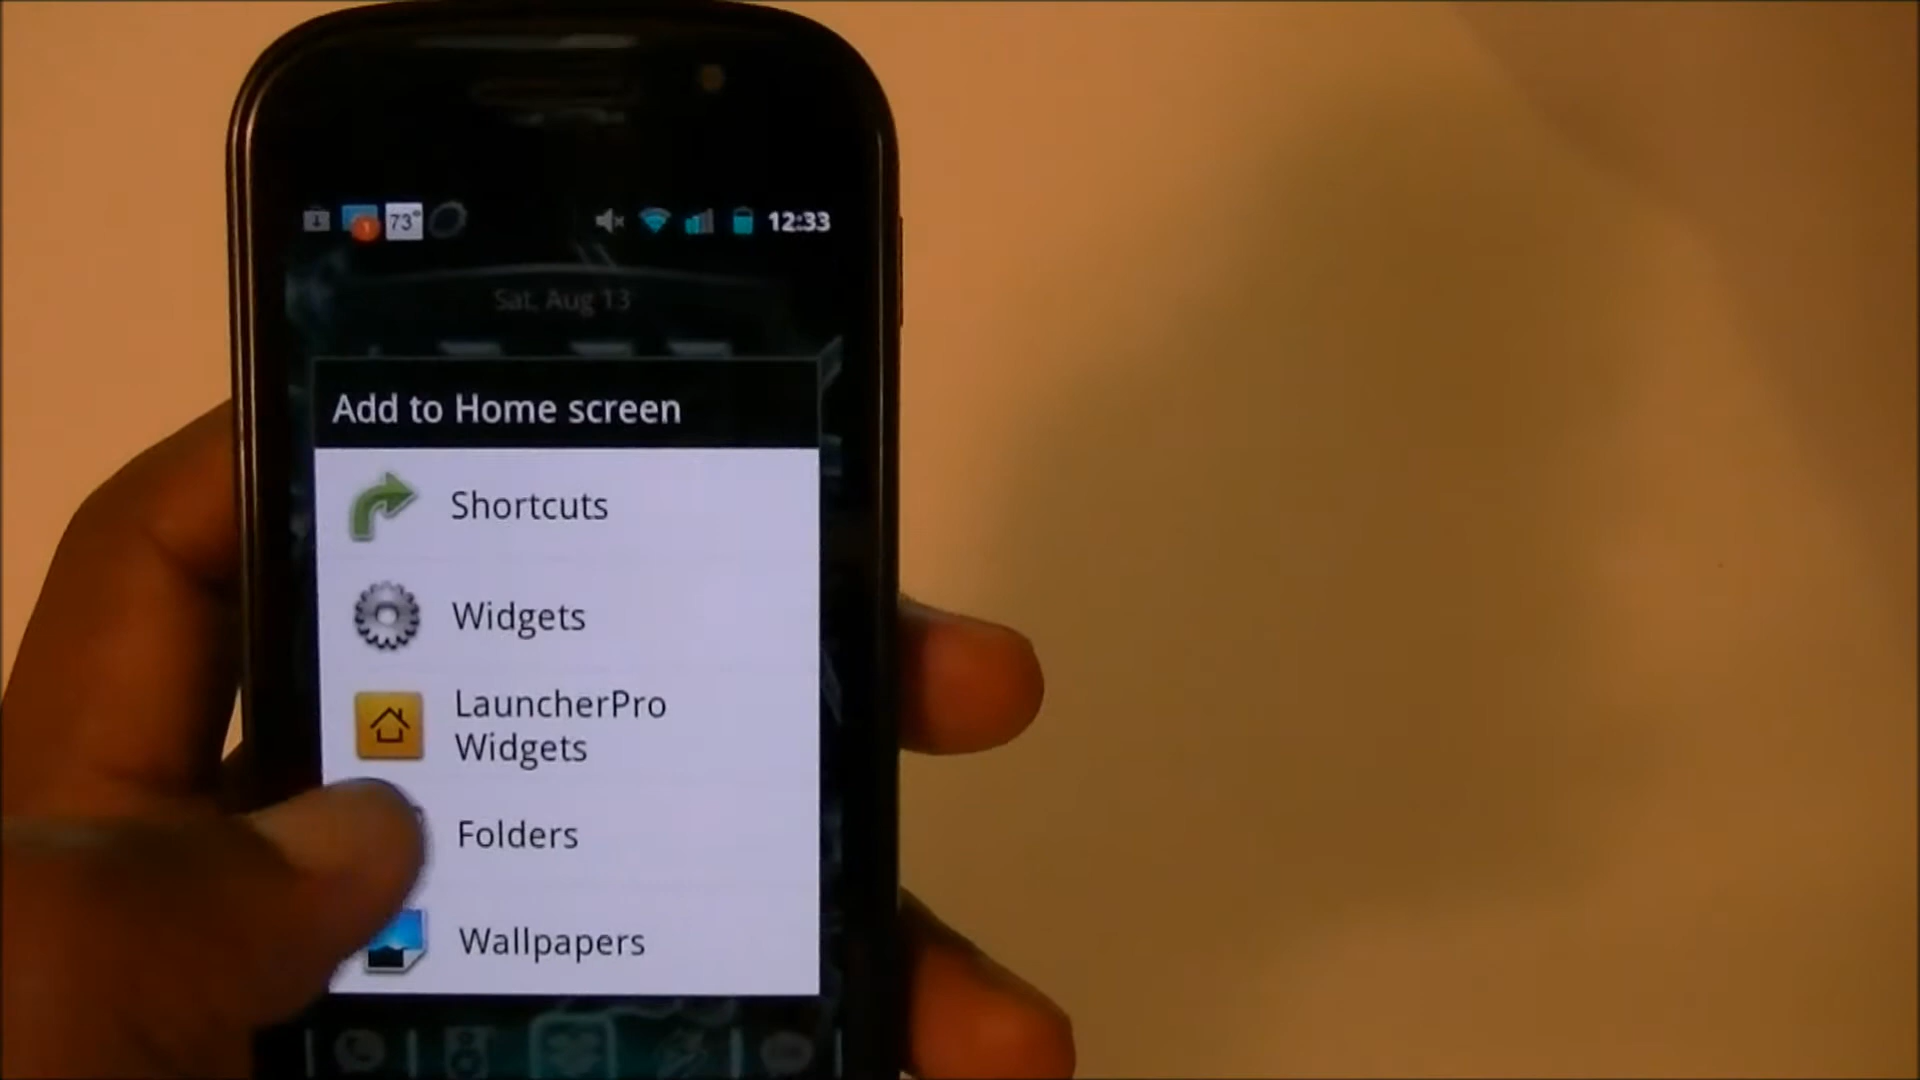 73° 12:33
Sat, Aug 13
Add to Home screen
Shortcuts
Widgets
LauncherPro
Widgets
Folders
Wallpapers